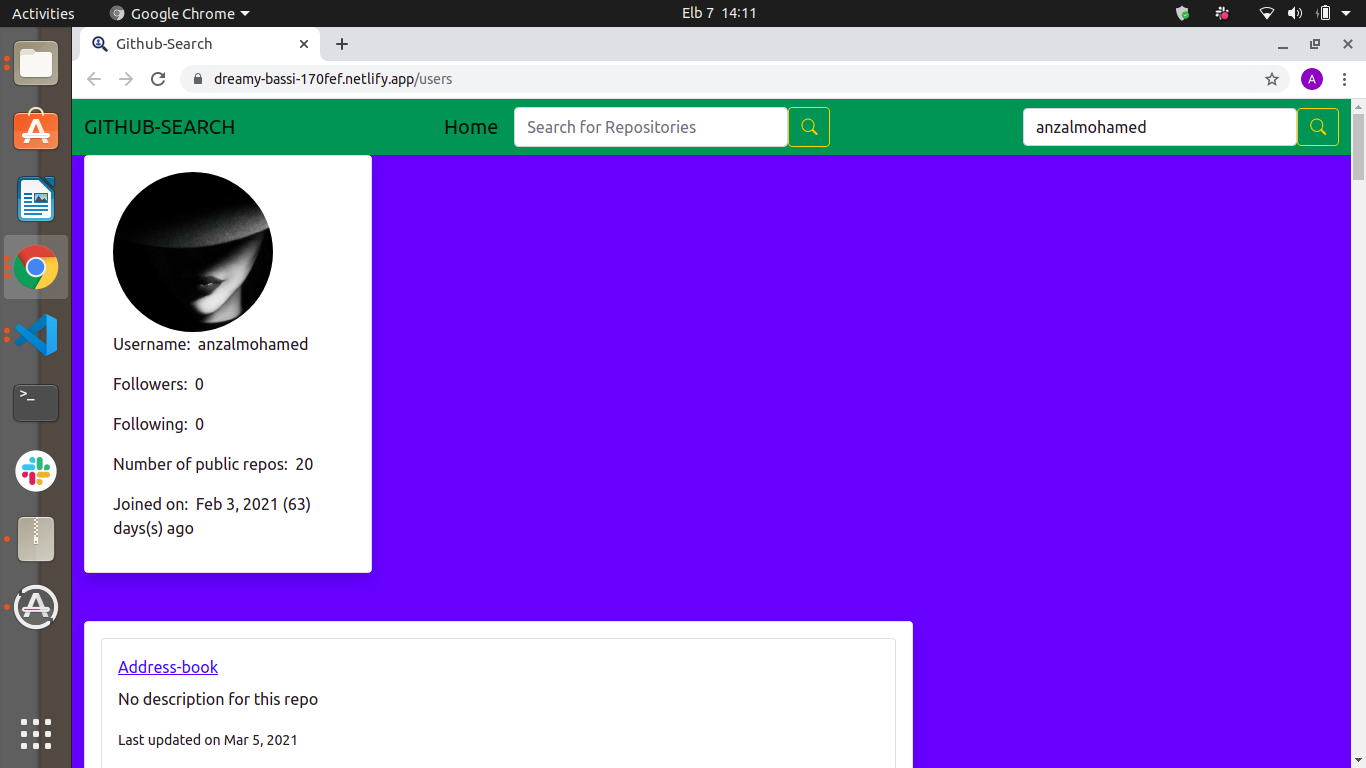 Activities
Google Chrome
Elb 7 14:11
Github-Search
dreamy-bassi-170fef.netlify.app/users
A
GITHUB-SEARCH
Home
Search for Repositories
anzalmohamed
Username: anzalmohamed
Followers: 0
Following: 0
Number of public repos: 20
Joined on: Feb 3, 2021 (63)
days(s) ago
Address-book
No description for this repo
Last updated on Mar 5, 2021